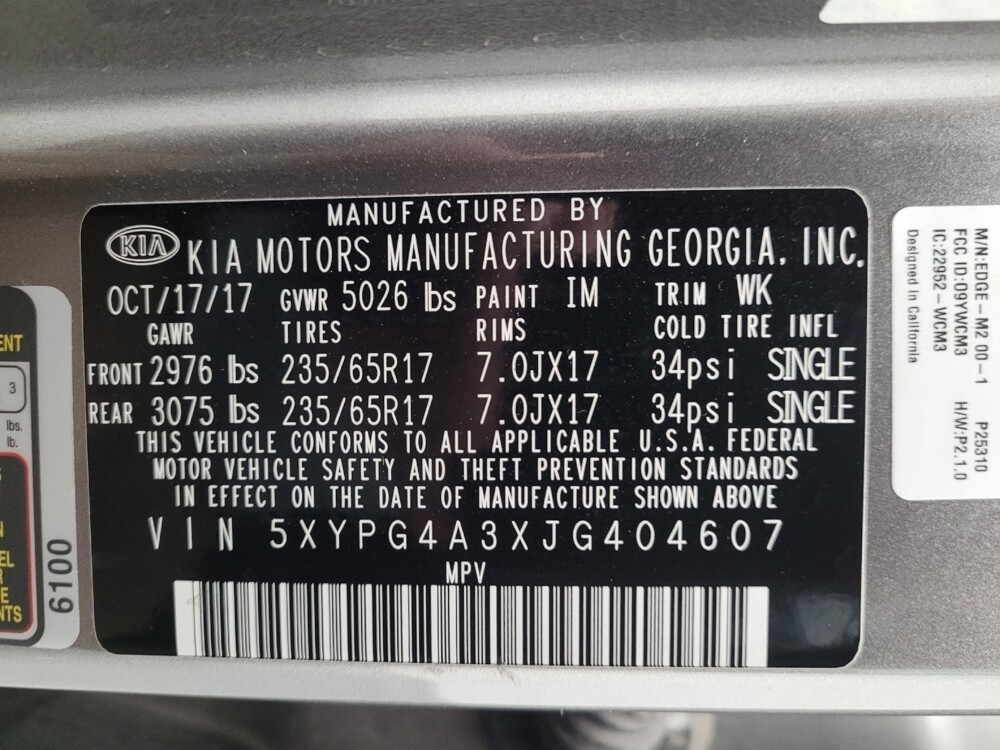 MANUFACTURED BY
KIA KIA MOTORS MANUFACTURING GEORGIA, INC.
OCT/17/17 GVWR 5026 lbs PAINT IM TRIM WK
GAWR TIRES RIMS COLD TIRE INFL
FRONT 2976 lbs 235/65R17 7.0JX17 34psi SINGLE
REAR 3075 lbs 235/65R17 7.0JX17 34psi SINGLE
THIS VEHICLE CONFORMS TO ALL APPLICABLE U.S.A. FEDERAL
MOTOR VEHICLE SAFETY AND THEFT PREVENTION STANDARDS
IN EFFECT ON THE DATE OF MANUFACTURE SHOWN ABOVE
VIN 5XYPG4A3XJG404607
MPV
3
lbs.
lb.
6100
M/N:EDGE-M2 00-1 P25310
FCC ID:09YWCM3 H/W:P2.1.0
IC:22952-WCM3
Designed in California